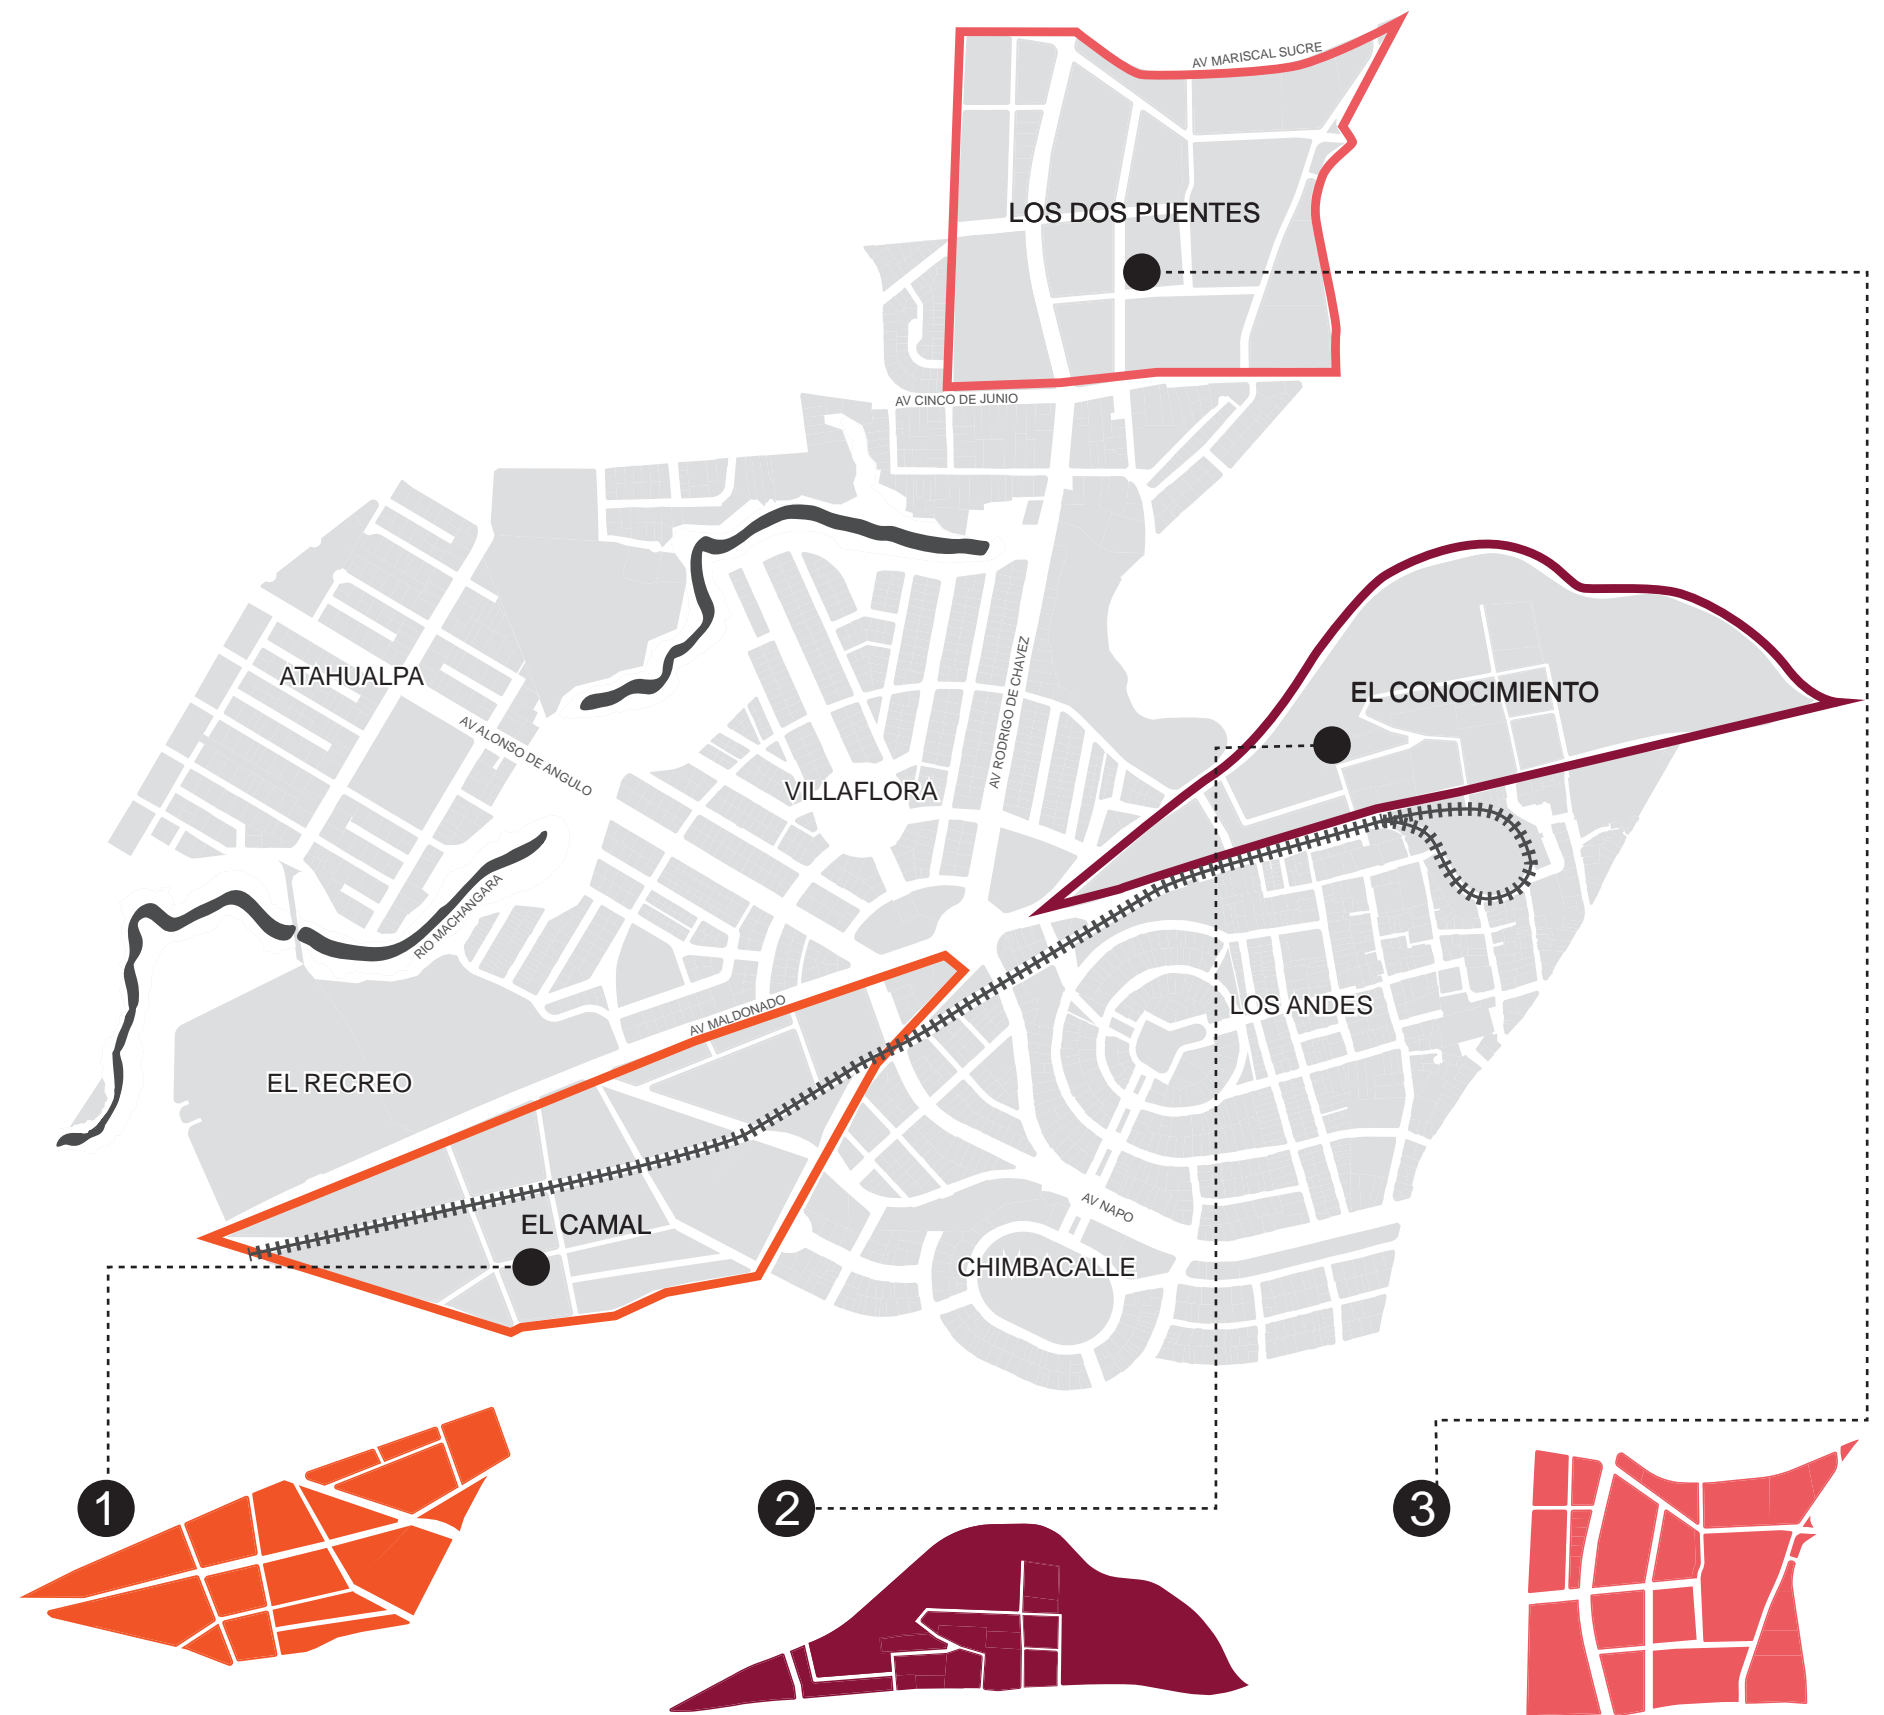 AV MARISCAL SUCRE
LOS DOS PUENTES
AV CINCO DE JUNIO
ATAHUALPA
AV ALONSO DE ANGULO
AV RODRIGO DE CHAVEZ
EL CONOCIMIENTO
VILLAFLORA
RIO MACHANGARA
AV MALDONADO
LOS ANDES
EL RECREO
AV NAPO
EL CAMAL
CHIMBACALLE
1
2
3